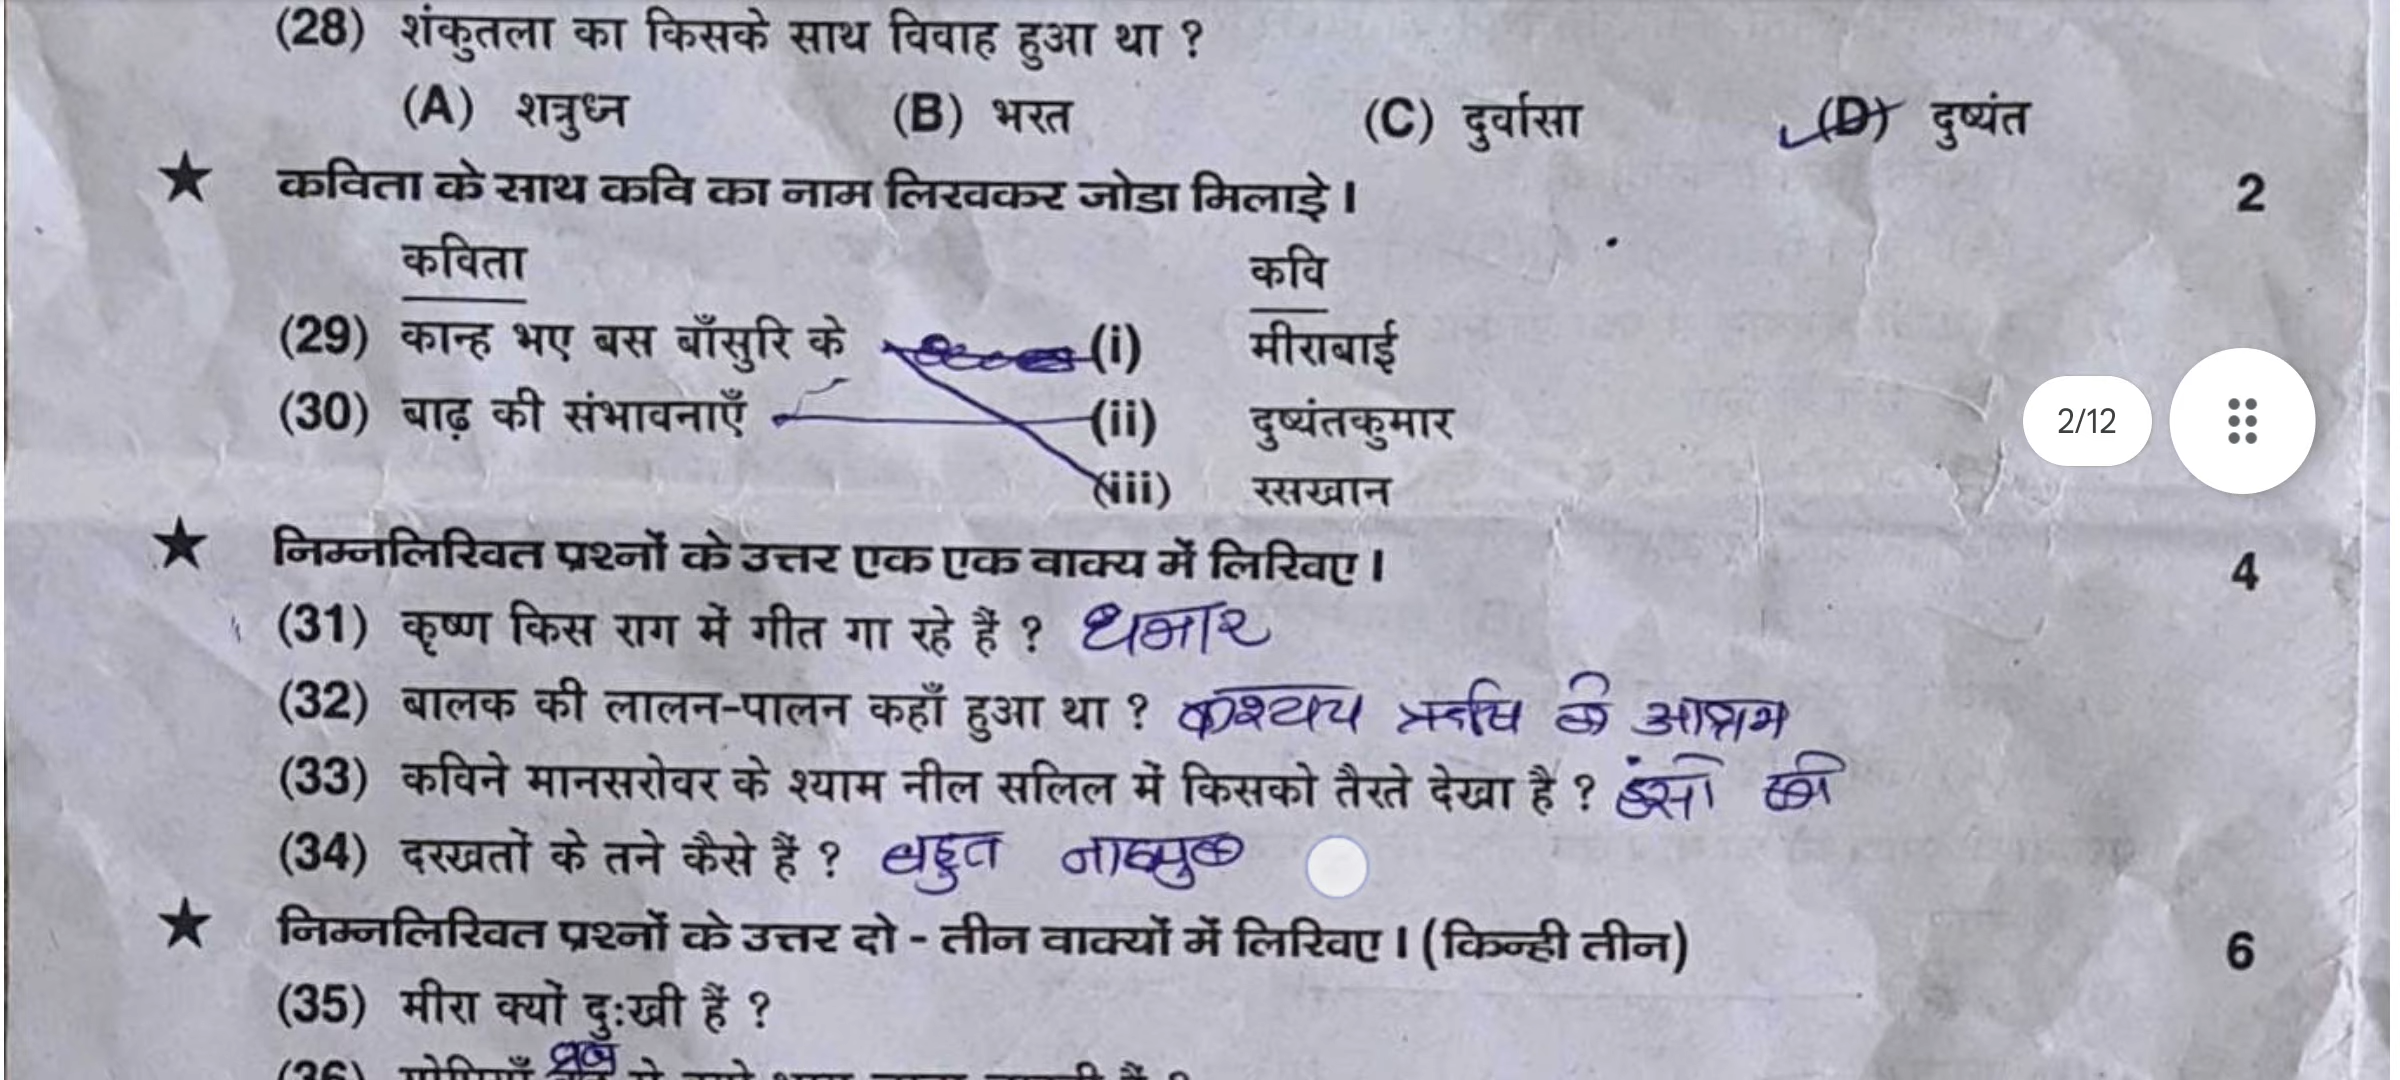 (28) शंकुतला का किसके साथ विवाह हुआ था ?
(A) शत्रुध्न (B) भरत (C) दुर्वासा (D) दुष्यंत
★ कविता के साथ कवि का नाम लिखकर जोडा मिलाइे । 2
कविता कवि
(29) कान्ह भए बस बाँसुरि के (i) मीराबाई
(30) बाढ़ की संभावनाएँ (ii) दुष्यंतकुमार
2/12
(iii) रसखान
★ निम्नलिखित प्रश्नों के उत्तर एक एक वाक्य में लिखिए । 4
(31) कृष्ण किस राग में गीत गा रहे हैं ? धमार
(32) बालक की लालन-पालन कहाँ हुआ था ? कश्यप ऋषि के आश्रम
(33) कविने मानसरोवर के श्याम नील सलिल में किसको तैरते देखा है ? हंसो को
(34) दरखतों के तने कैसे हैं ? बहुत नाज़ुक
★ निम्नलिखित प्रश्नों के उत्तर दो - तीन वाक्यों में लिखिए । (किन्ही तीन) 6
(35) मीरा क्यों दुःखी हैं ?
(36)